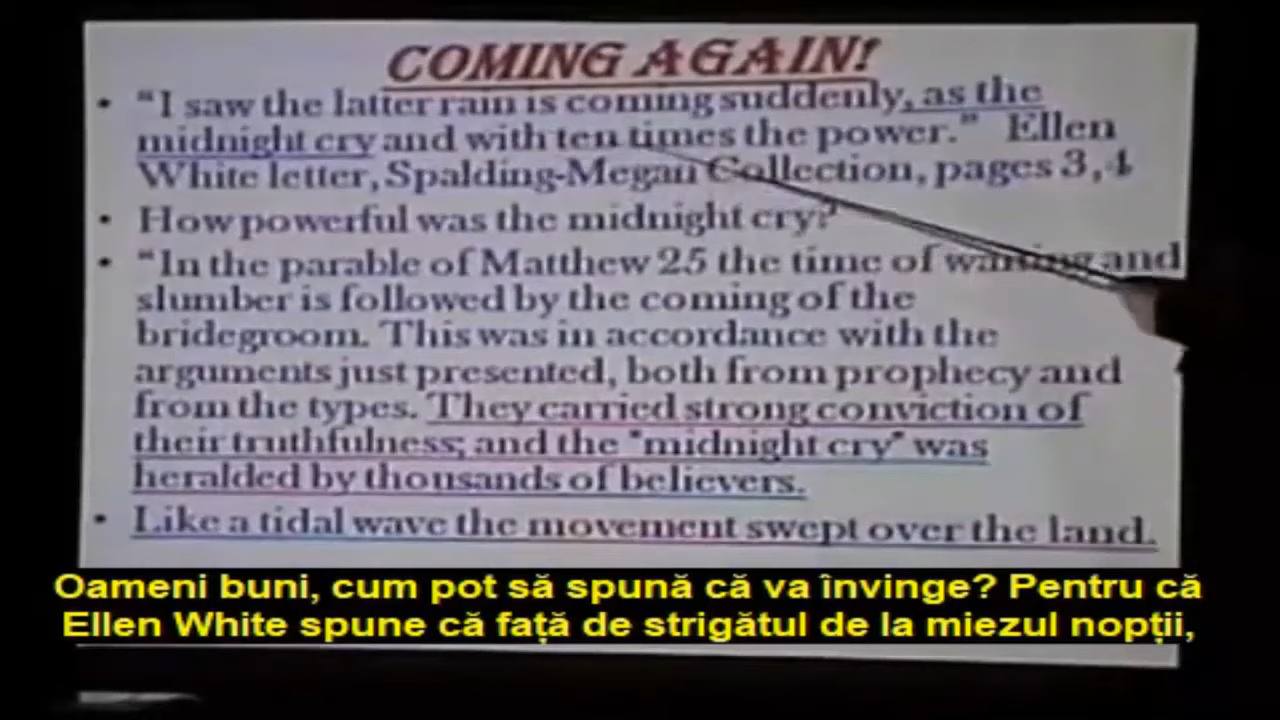 COMING AGAIN!
• "I saw the latter rain is coming suddenly, as the
midnight cry and with ten times the power." Ellen
White letter, Spalding-Megan Collection, pages 3,4
• How powerful was the midnight cry?
• "In the parable of Matthew 25 the time of waiting and
slumber is followed by the coming of the
bridegroom. This was in accordance with the
arguments just presented, both from prophecy and
from the types. They carried strong conviction of
their truthfulness; and the "midnight cry" was
heralded by thousands of believers.
• Like a tidal wave the movement swept over the land.
Oameni buni, cum pot să spună că va învinge? Pentru că
Ellen White spune că față de strigătul de la miezul nopții,